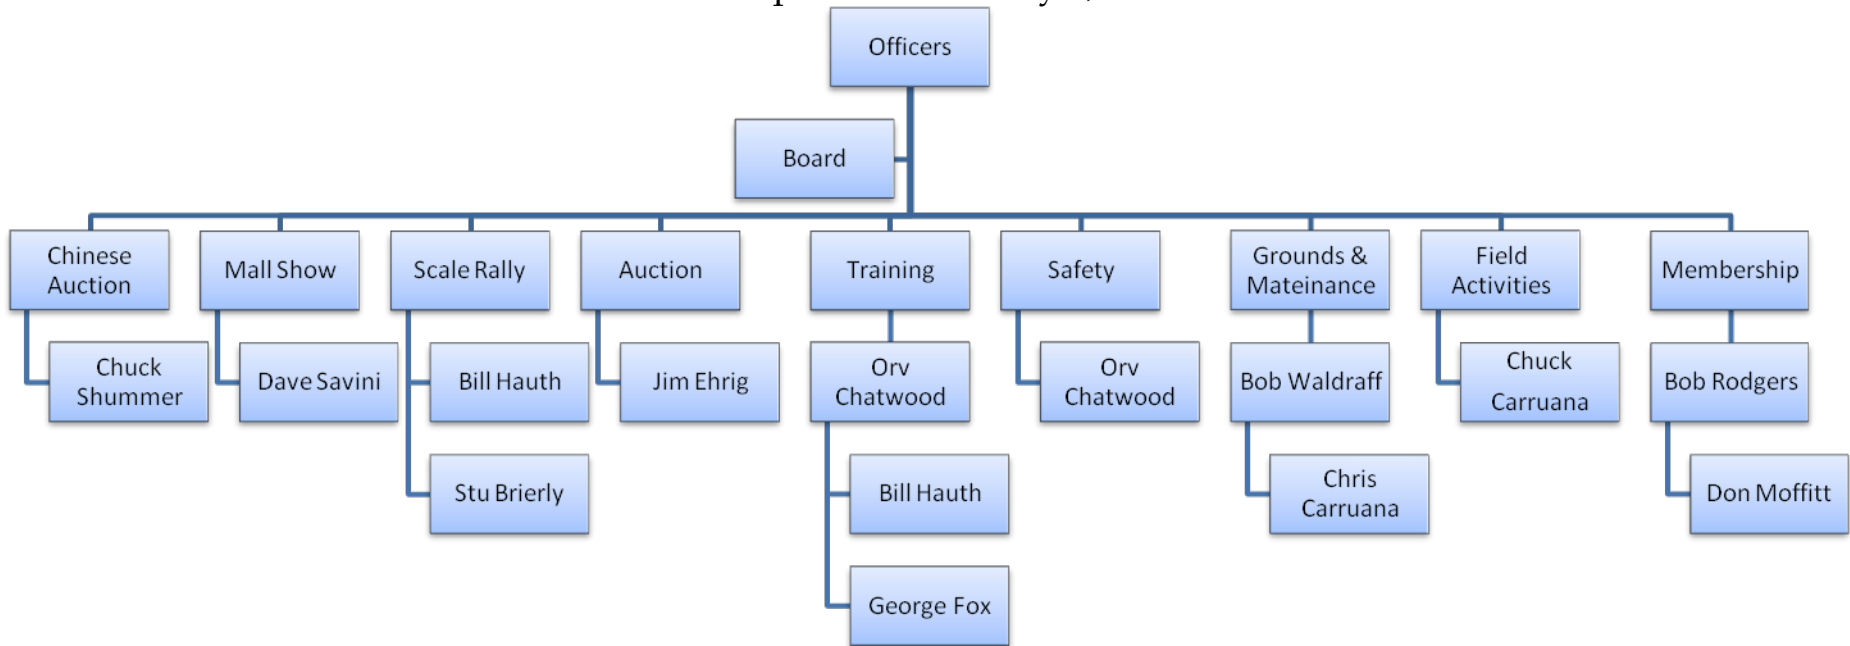 Officers
Board
Chinese
Auction
Mall Show
Scale Rally
Auction
Training
Safety
Grounds &
Mateinance
Field
Activities
Membership
Chuck
Shummer
Dave Savini
Bill Hauth
Jim Ehrig
Orv
Chatwood
Orv
Chatwood
Bob Waldraff
Chuck
Carruana
Bob Rodgers
Stu Brierly
Bill Hauth
Chris
Carruana
Don Moffitt
George Fox